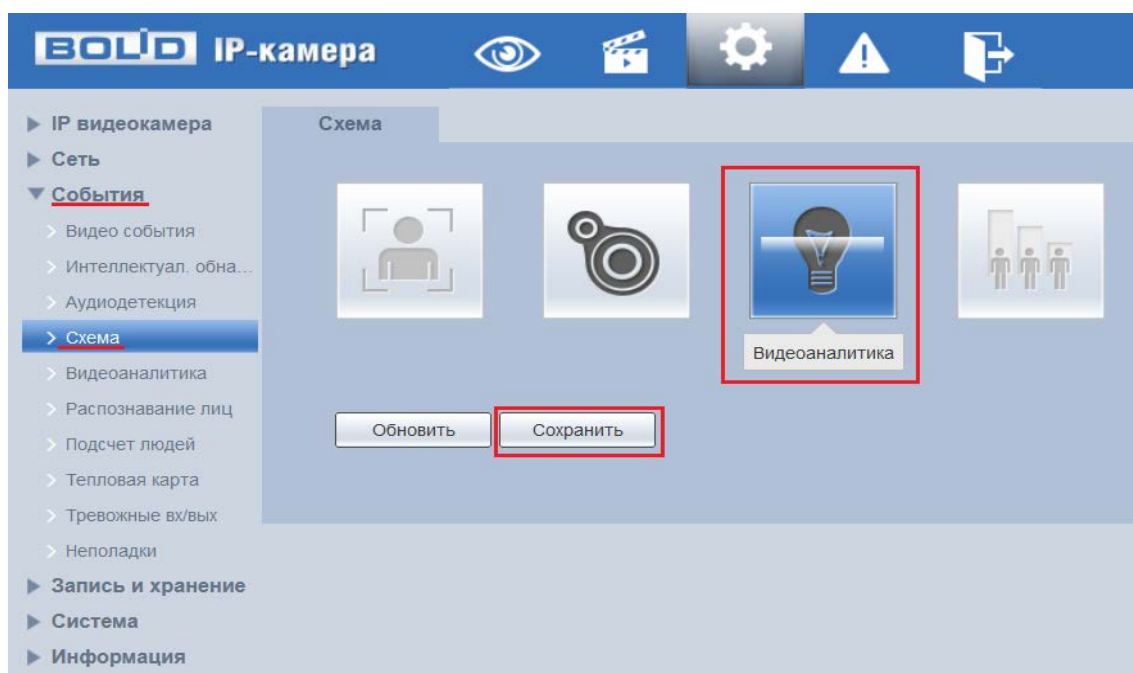 BOLID IP-камера
IP видеокамера
Сеть
События
Видео события
Интеллектуал. обна...
Аудиодетекция
Схема
Видеоаналитика
Распознавание лиц
Подсчет людей
Тепловая карта
Тревожные вх/вых
Неполадки
Запись и хранение
Система
Информация
Схема
Видеоаналитика
Обновить
Сохранить